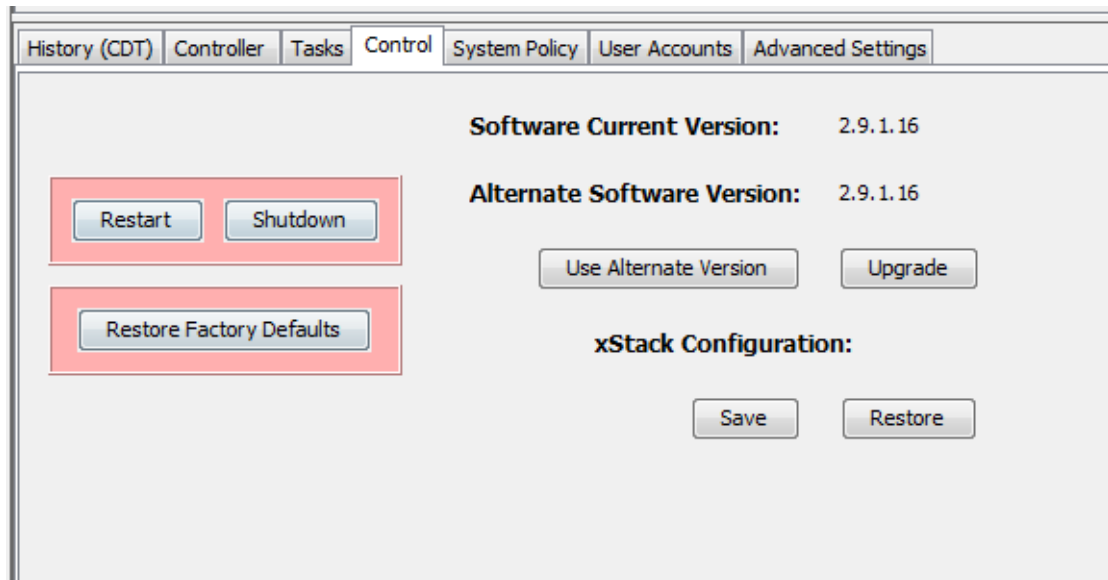 History (CDT) Controller Tasks Control System Policy User Accounts Advanced Settings
Software Current Version: 2.9.1.16
Alternate Software Version: 2.9.1.16
Restart Shutdown
Use Alternate Version Upgrade
Restore Factory Defaults
xStack Configuration:
Save Restore